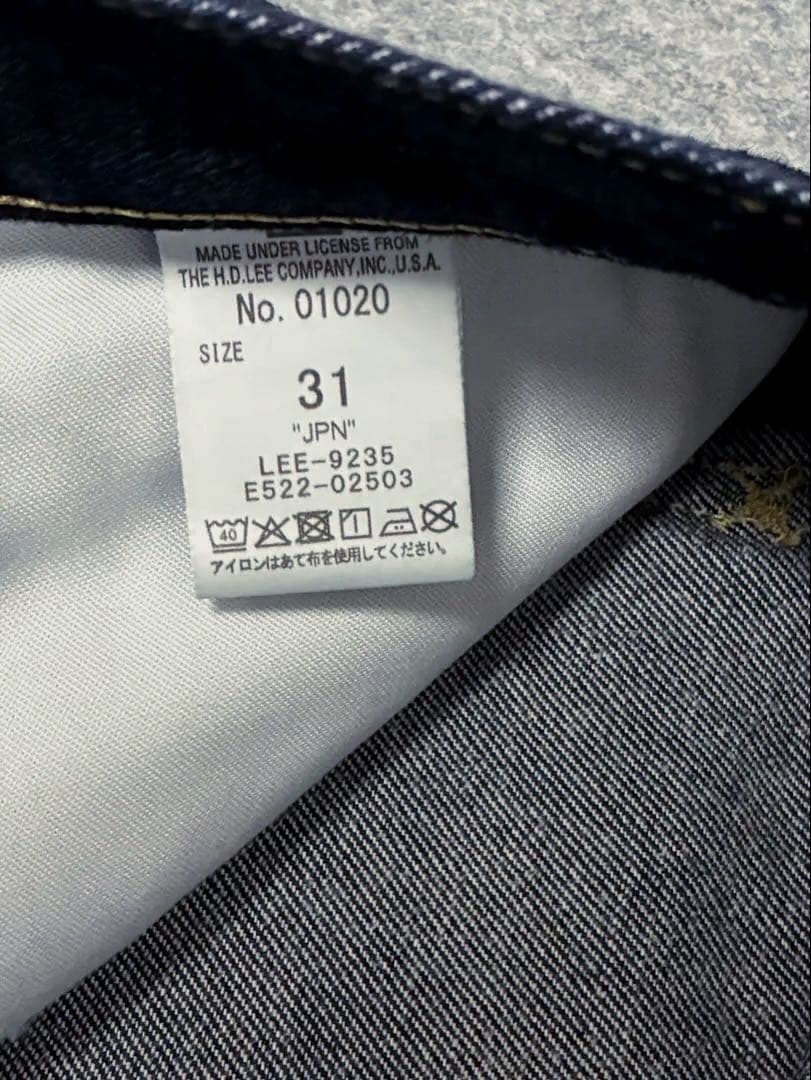 MADE UNDER LICENSE FROM
THE H.D.LEE COMPANY,INC.,U.S.A.
No. 01020
SIZE
31
"JPN"
LEE-9235
E522-02503
40
アイロンはあて布を使用してください。